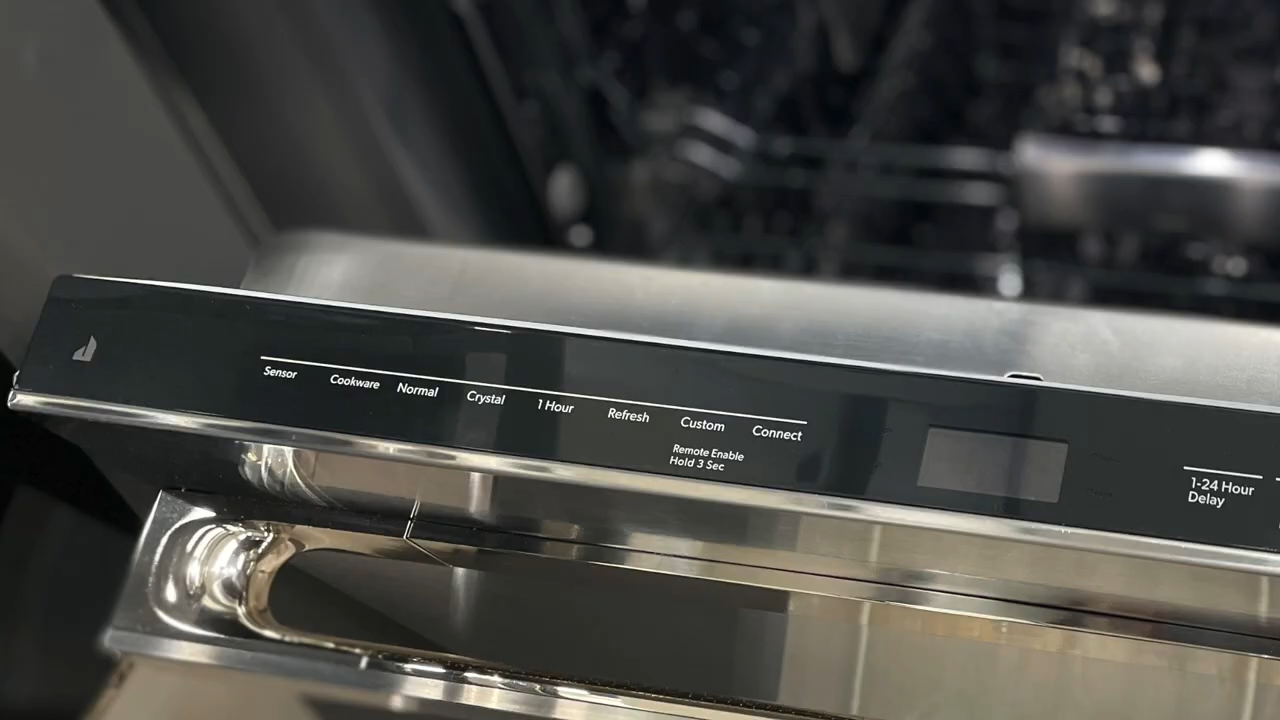 Sensor
Cookware
Normal
Crystal
1 Hour
Refresh
Custom
Connect
Remote Enable
Hold 3 Sec
1-24 Hour
Delay